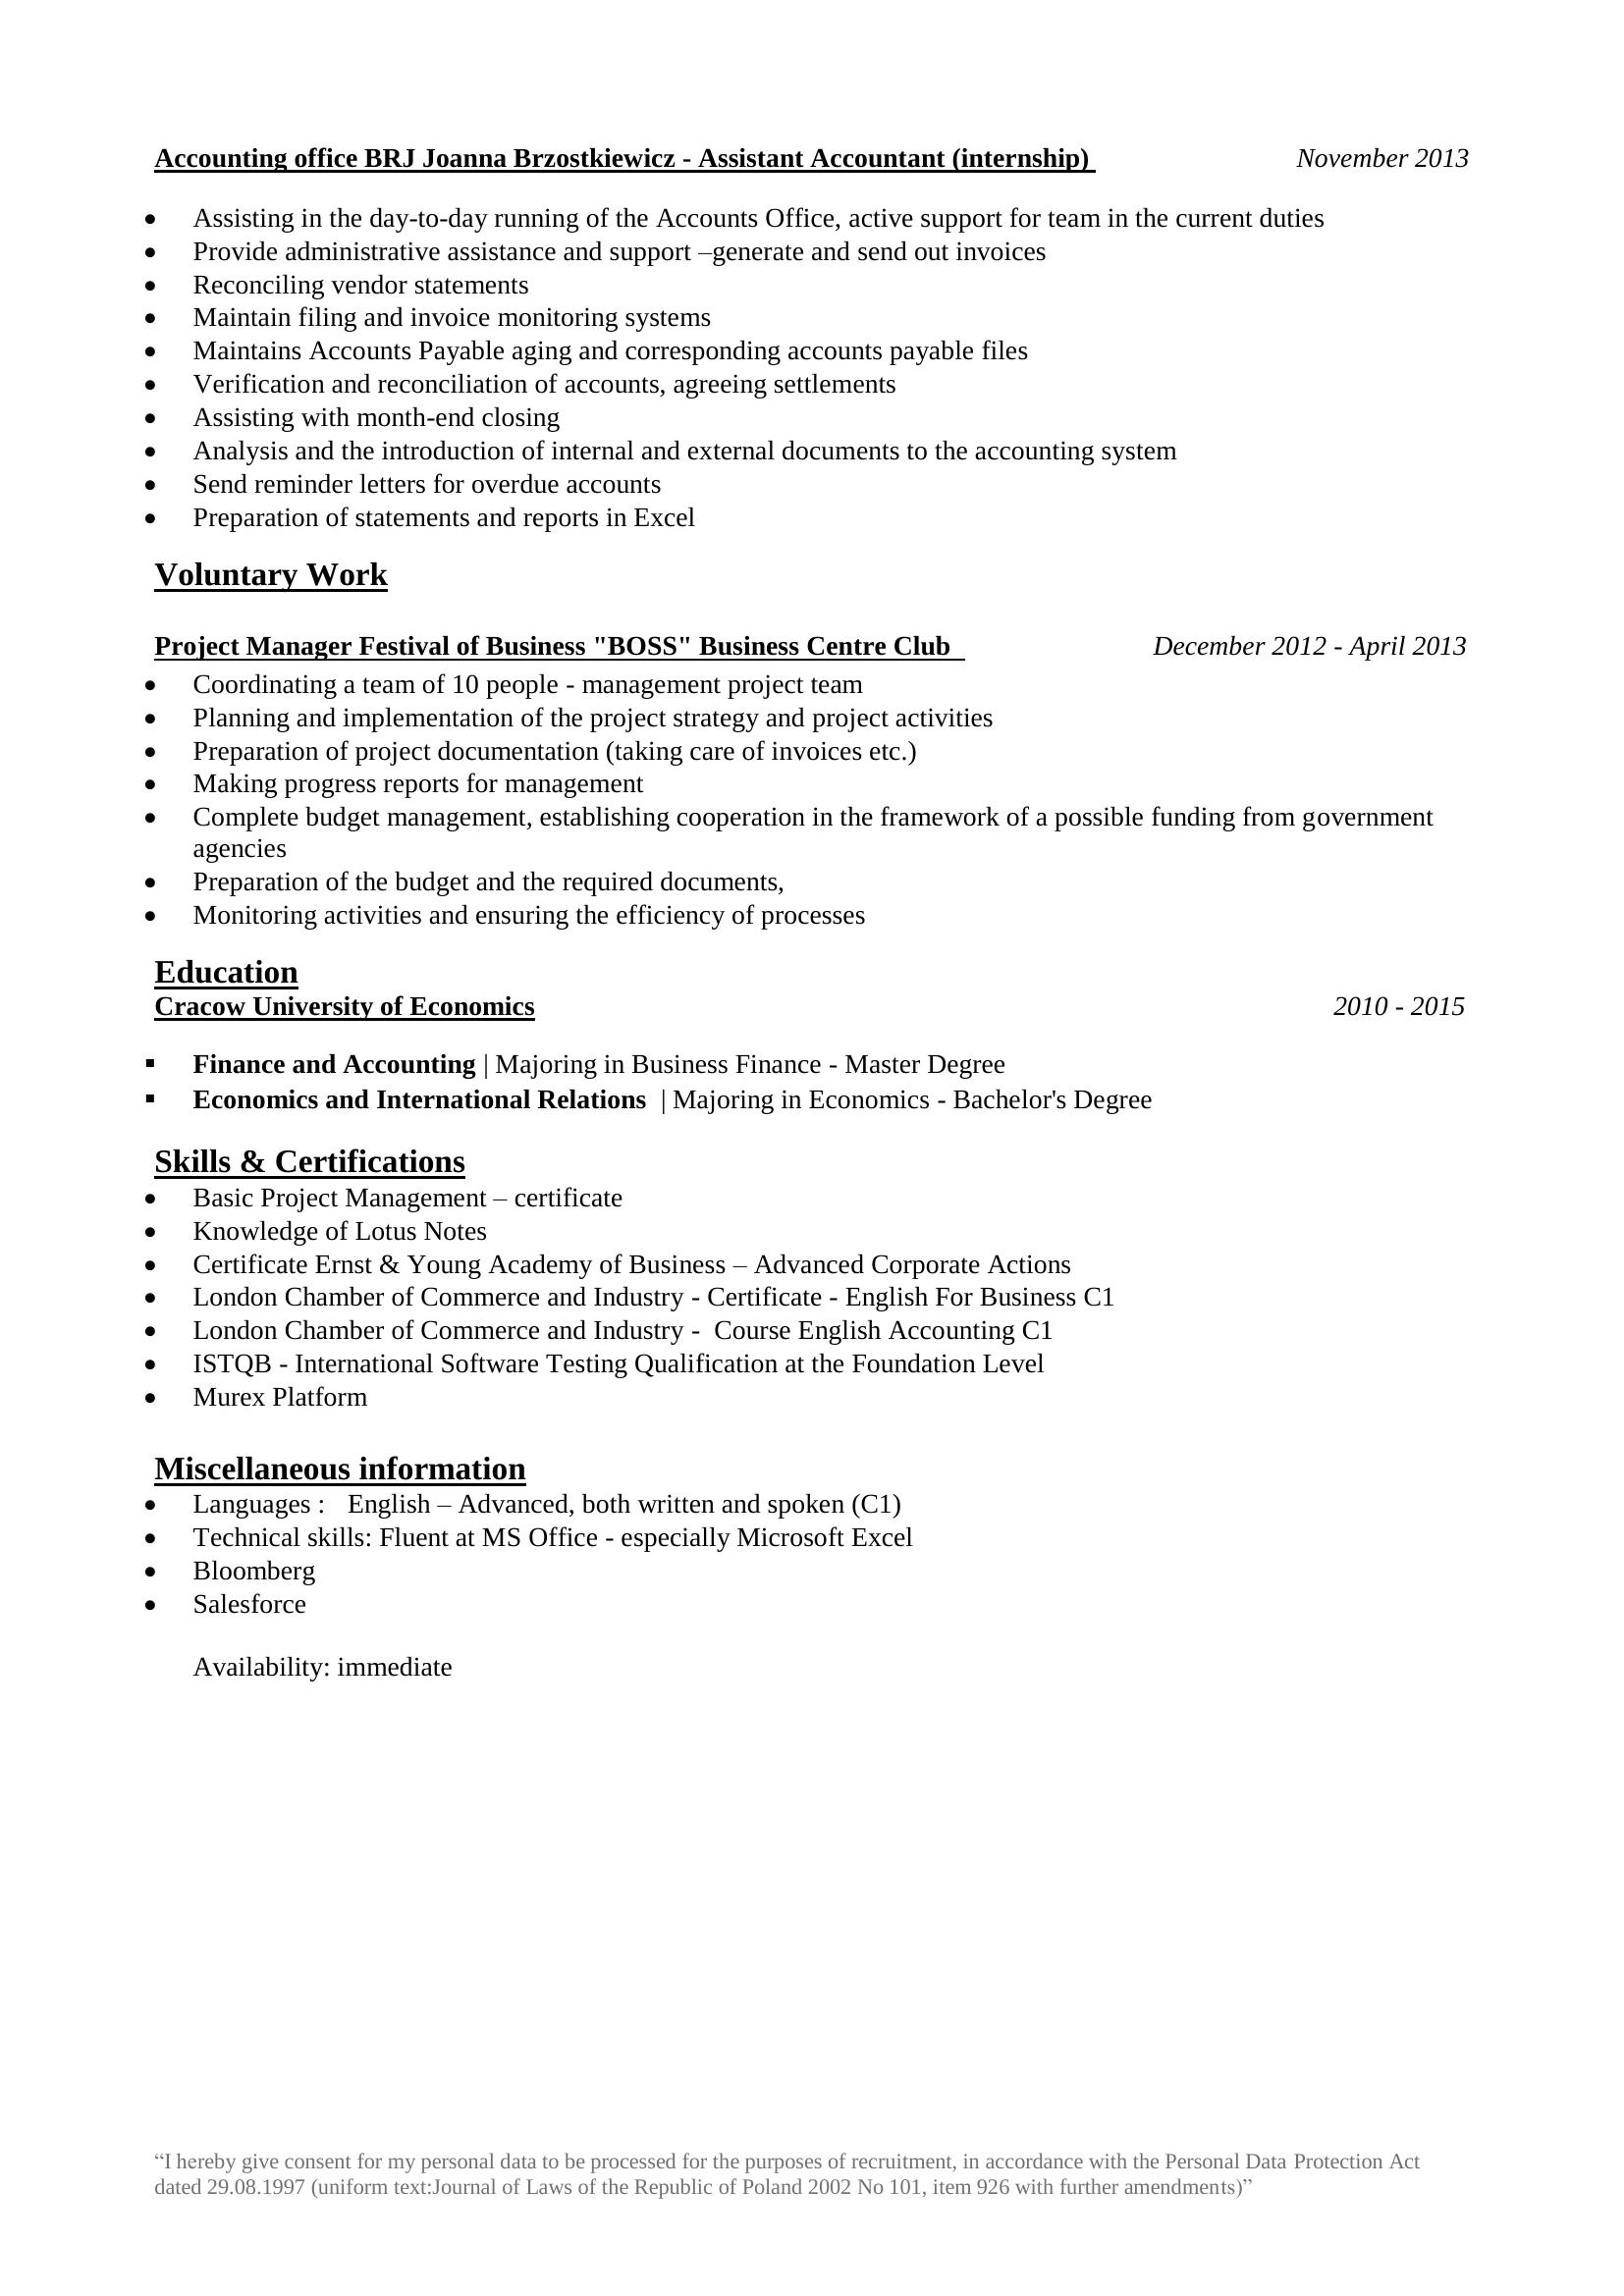 Accounting office BRJ Joanna Brzostkiewicz - Assistant Accountant (internship) November 2013
• Assisting in the day-to-day running of the Accounts Office, active support for team in the current duties
• Provide administrative assistance and support –generate and send out invoices
• Reconciling vendor statements
• Maintain filing and invoice monitoring systems
• Maintains Accounts Payable aging and corresponding accounts payable files
• Verification and reconciliation of accounts, agreeing settlements
• Assisting with month-end closing
• Analysis and the introduction of internal and external documents to the accounting system
• Send reminder letters for overdue accounts
• Preparation of statements and reports in Excel
Voluntary Work
Project Manager Festival of Business "BOSS" Business Centre Club December 2012 - April 2013
• Coordinating a team of 10 people - management project team
• Planning and implementation of the project strategy and project activities
• Preparation of project documentation (taking care of invoices etc.)
• Making progress reports for management
• Complete budget management, establishing cooperation in the framework of a possible funding from government
agencies
• Preparation of the budget and the required documents,
• Monitoring activities and ensuring the efficiency of processes
Education
Cracow University of Economics 2010 - 2015
▪ Finance and Accounting | Majoring in Business Finance - Master Degree
▪ Economics and International Relations | Majoring in Economics - Bachelor's Degree
Skills & Certifications
• Basic Project Management – certificate
• Knowledge of Lotus Notes
• Certificate Ernst & Young Academy of Business – Advanced Corporate Actions
• London Chamber of Commerce and Industry - Certificate - English For Business C1
• London Chamber of Commerce and Industry - Course English Accounting C1
• ISTQB - International Software Testing Qualification at the Foundation Level
• Murex Platform
Miscellaneous information
• Languages : English – Advanced, both written and spoken (C1)
• Technical skills: Fluent at MS Office - especially Microsoft Excel
• Bloomberg
• Salesforce
Availability: immediate
“I hereby give consent for my personal data to be processed for the purposes of recruitment, in accordance with the Personal Data Protection Act
dated 29.08.1997 (uniform text:Journal of Laws of the Republic of Poland 2002 No 101, item 926 with further amendments)”